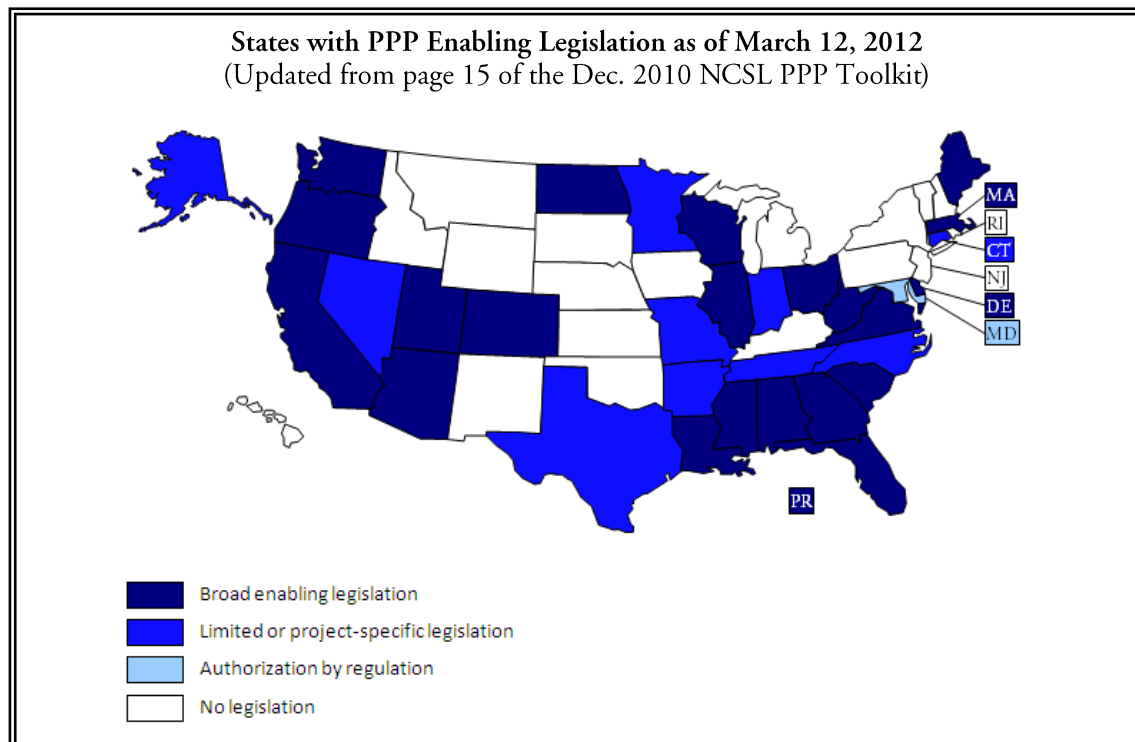 States with PPP Enabling Legislation as of March 12, 2012
(Updated from page 15 of the Dec. 2010 NCSL PPP Toolkit)
MA
RI
CT
NJ
DE
MD
PR
Broad enabling legislation
Limited or project-specific legislation
Authorization by regulation
No legislation